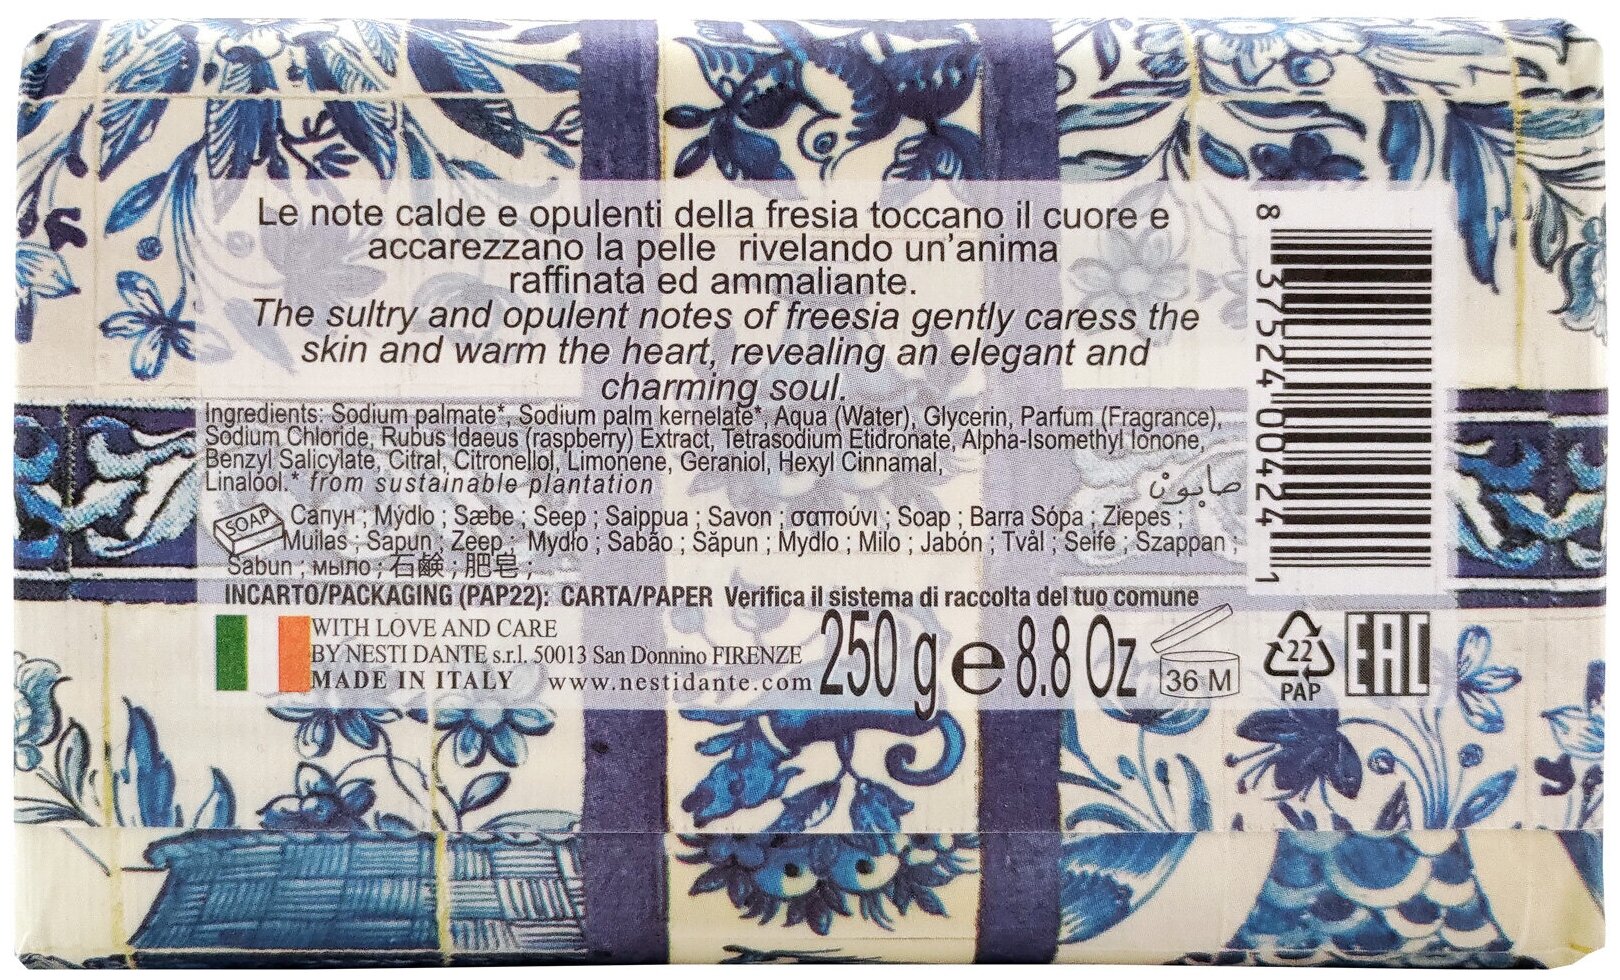 Le note calde e opulenti della fresia toccano il cuore e
accarezzano la pelle rivelando un'anima
raffinata ed ammaliante.
The sultry and opulent notes of freesia gently caress the
skin and warm the heart, revealing an elegant and
charming soul.
Ingredients: Sodium palmate*, Sodium palm kernelate*, Aqua (Water), Glycerin, Parfum (Fragrance),
Sodium Chloride, Rubus Idaeus (raspberry) Extract, Tetrasodium Etidronate, Alpha-Isomethyl Ionone,
Benzyl Salicylate, Citral, Citronellol, Limonene, Geraniol, Hexyl Cinnamal,
Linalool.* from sustainable plantation
صابون
SOAP
Сапун ; Mýdlo ; Sæbe ; Seep ; Saippua ; Savon ; σαπούνι ; Soap ; Barra Sópa ; Ziepes ;
Muilas ; Sapun ; Zeep ; Mydło ; Sabão ; Săpun ; Mydlo ; Milo ; Jabón ; Tvål ; Seife ; Szappan ;
Sabun ; мыло ; 石鹸 ; 肥皂 ;
INCARTO/PACKAGING (PAP22): CARTA/PAPER Verifica il sistema di raccolta del tuo comune
WITH LOVE AND CARE
BY NESTI DANTE s.r.l. 50013 San Donnino FIRENZE
MADE IN ITALY www.nestidante.com
250 g e 8.8 Oz
36 M
22
PAP
EAC
8 375240 042411